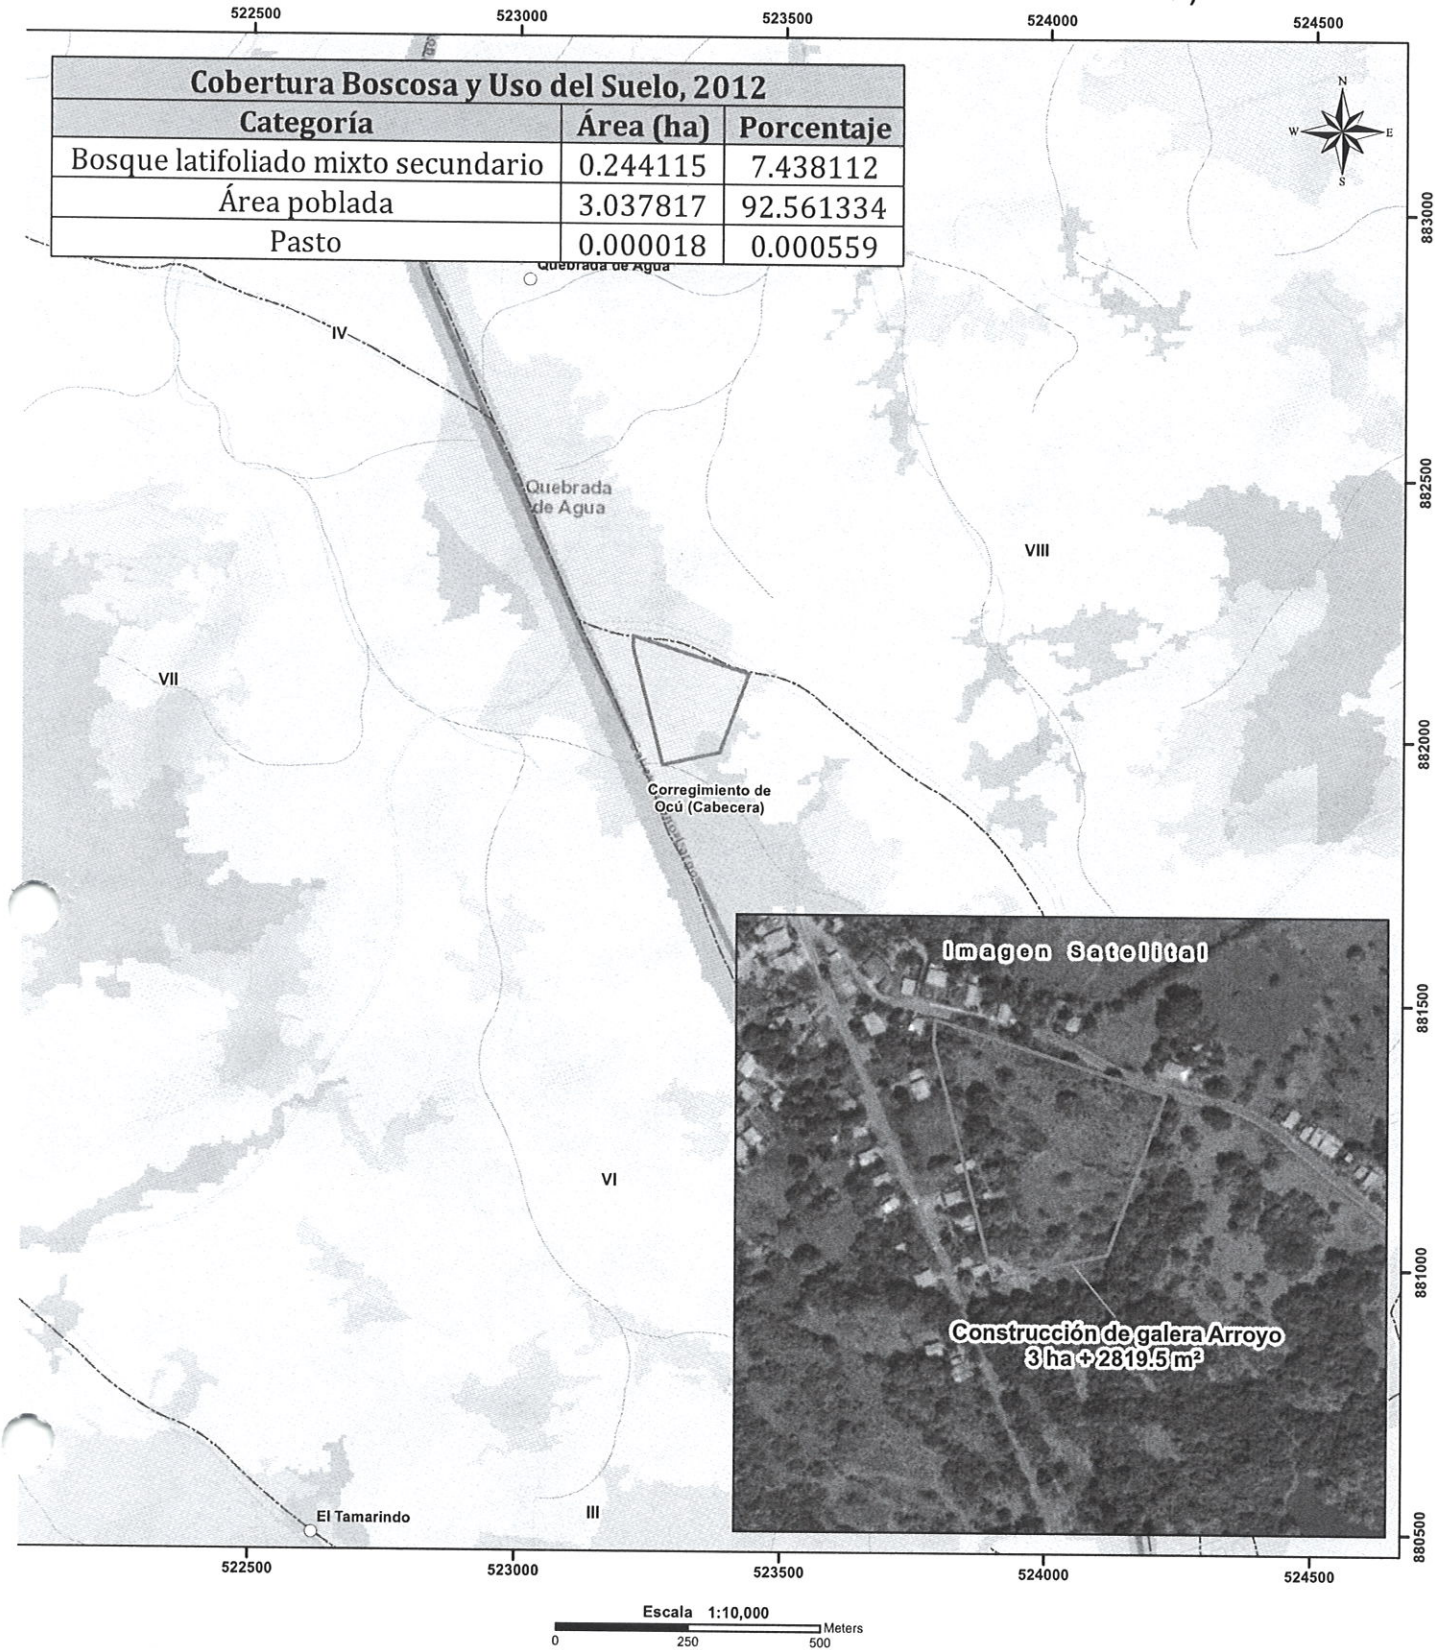 522500 523000 523500 524000 524500
Cobertura Boscosa y Uso del Suelo, 2012
Categoría Área (ha) Porcentaje
Bosque latifoliado mixto secundario 0.244115 7.438112
Área poblada 3.037817 92.561334
Pasto 0.000018 0.000559
N
W E
S
883000
Quebrada de Agua
IV
882500
Quebrada
de Agua
VIII
VII
882000
Corregimiento de
Ocú (Cabecera)
Imagen Satelital
881500
VI
881000
Construcción de galera Arroyo
3 ha + 2819.5 m²
III
El Tamarindo
880500
522500 523000 523500 524000 524500
Escala 1:10,000
Meters
0 250 500